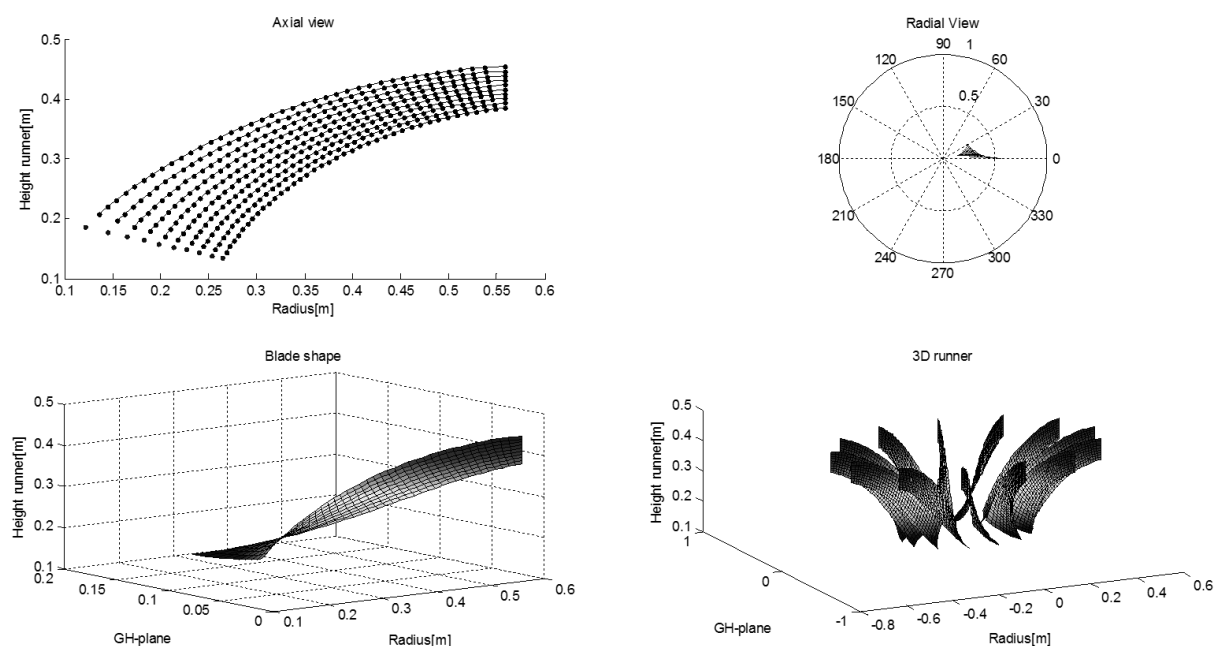 Axial view
0.5
0.4
0.3
0.2
0.1
Height runner[m]
0.1 0.15 0.2 0.25 0.3 0.35 0.4 0.45 0.5 0.55 0.6
Radius[m]
Radial View
90 1
120 60
0.5
150 30
180 0
210 330
240 300
270
Blade shape
0.5
0.4
0.3
0.2
0.1
Height runner[m]
0.2 0.15 0.1 0.05 0
GH-plane
0.1 0.2 0.3 0.4 0.5 0.6
Radius[m]
3D runner
0.5
0.4
0.3
0.2
0.1
Height runner[m]
1 0 -1
GH-plane
-0.8 -0.6 -0.4 -0.2 0 0.2 0.4 0.6
Radius[m]